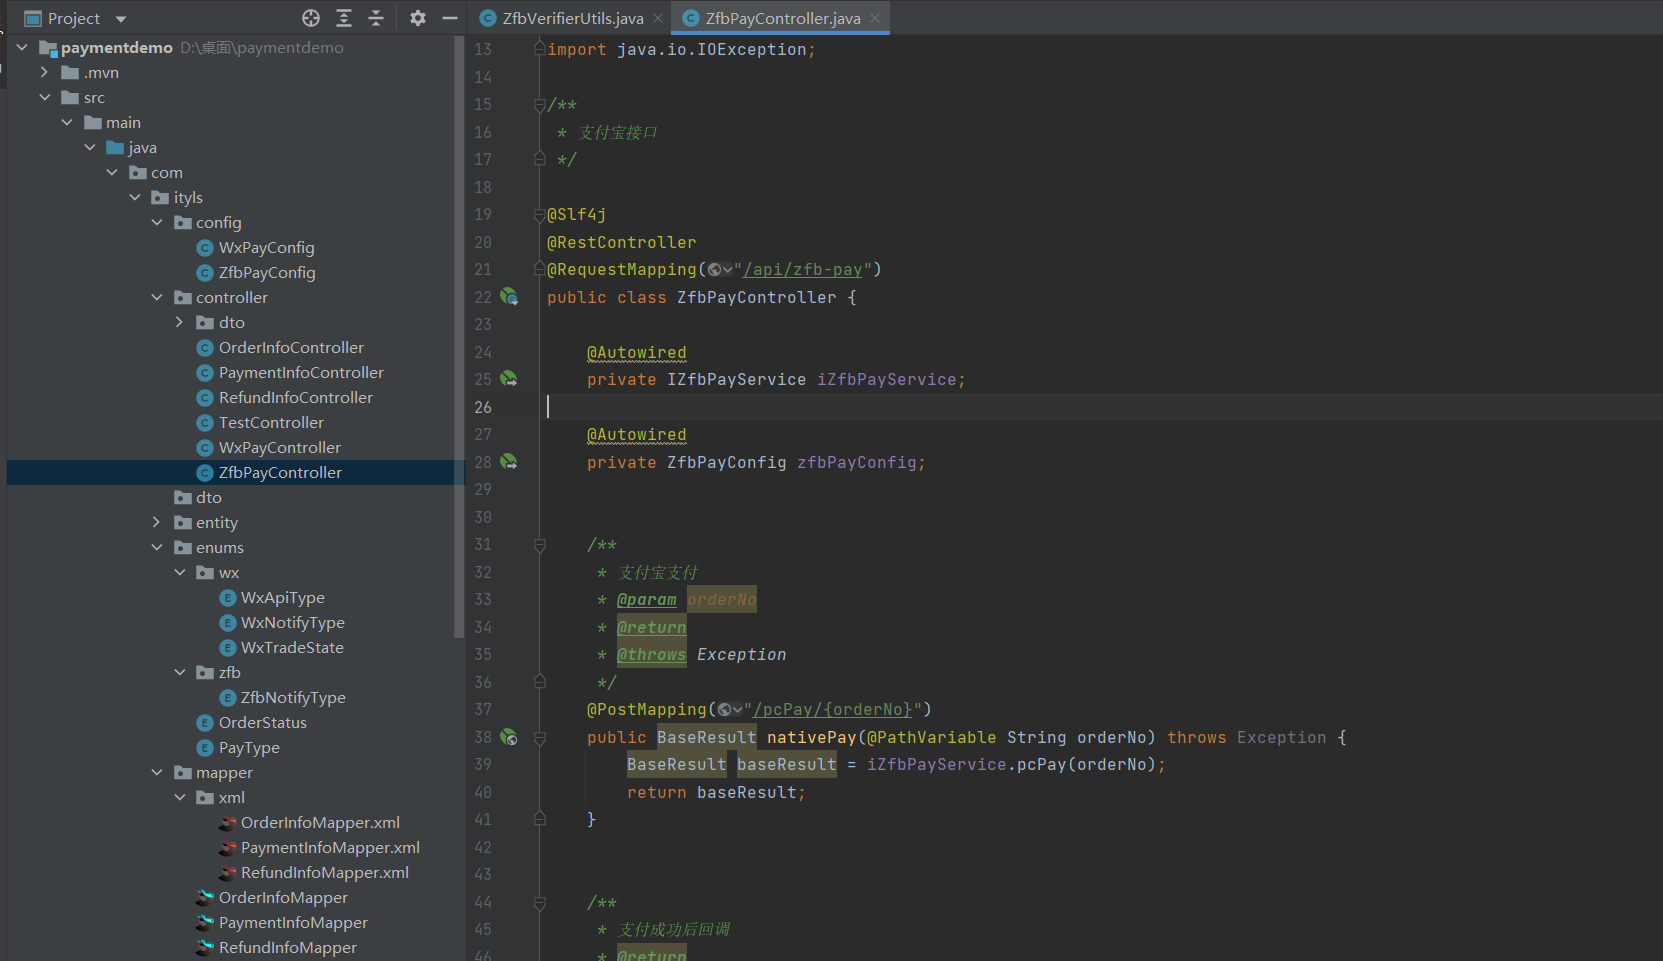 Project
paymentdemo D:\桌面\paymentdemo
.mvn
src
main
java
com
ityls
config
WxPayConfig
ZfbPayConfig
controller
dto
OrderInfoController
PaymentInfoController
RefundInfoController
TestController
WxPayController
ZfbPayController
dto
entity
enums
wx
WxApiType
WxNotifyType
WxTradeState
zfb
ZfbNotifyType
OrderStatus
PayType
mapper
xml
OrderInfoMapper.xml
PaymentInfoMapper.xml
RefundInfoMapper.xml
OrderInfoMapper
PaymentInfoMapper
RefundInfoMapper
ZfbVerifierUtils.java ZfbPayController.java
13 import java.io.IOException;
14
15 /**
16 * 支付宝接口
17 */
18
19 @Slf4j
20 @RestController
21 @RequestMapping("/api/zfb-pay")
22 public class ZfbPayController {
23
24 @Autowired
25 private IZfbPayService iZfbPayService;
26
27 @Autowired
28 private ZfbPayConfig zfbPayConfig;
29
30
31 /**
32 * 支付宝支付
33 * @param orderNo
34 * @return
35 * @throws Exception
36 */
37 @PostMapping("/pcPay/{orderNo}")
38 public BaseResult nativePay(@PathVariable String orderNo) throws Exception {
39 BaseResult baseResult = iZfbPayService.pcPay(orderNo);
40 return baseResult;
41 }
42
43
44 /**
45 * 支付成功后回调
46 * @return